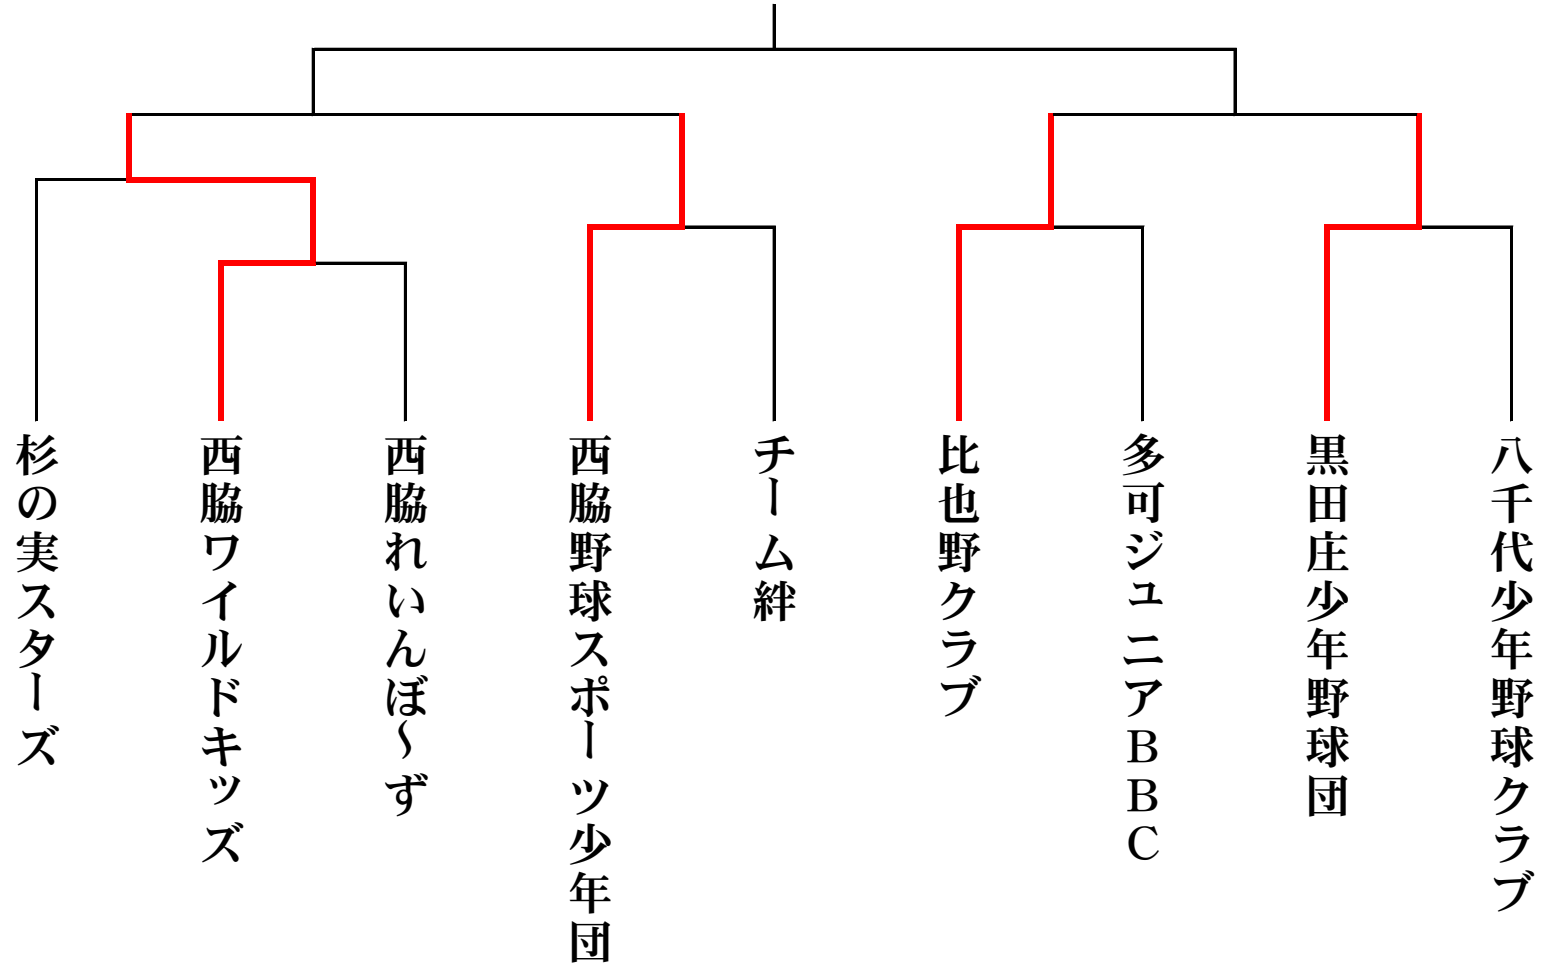 杉の実スターズ
西脇ワイルドキッズ
西脇れいんぼ〜ず
西脇野球スポーツ少年団
チーム絆
比也野クラブ
多可ジュニアＢＢＣ
黒田庄少年野球団
八千代少年野球クラブ